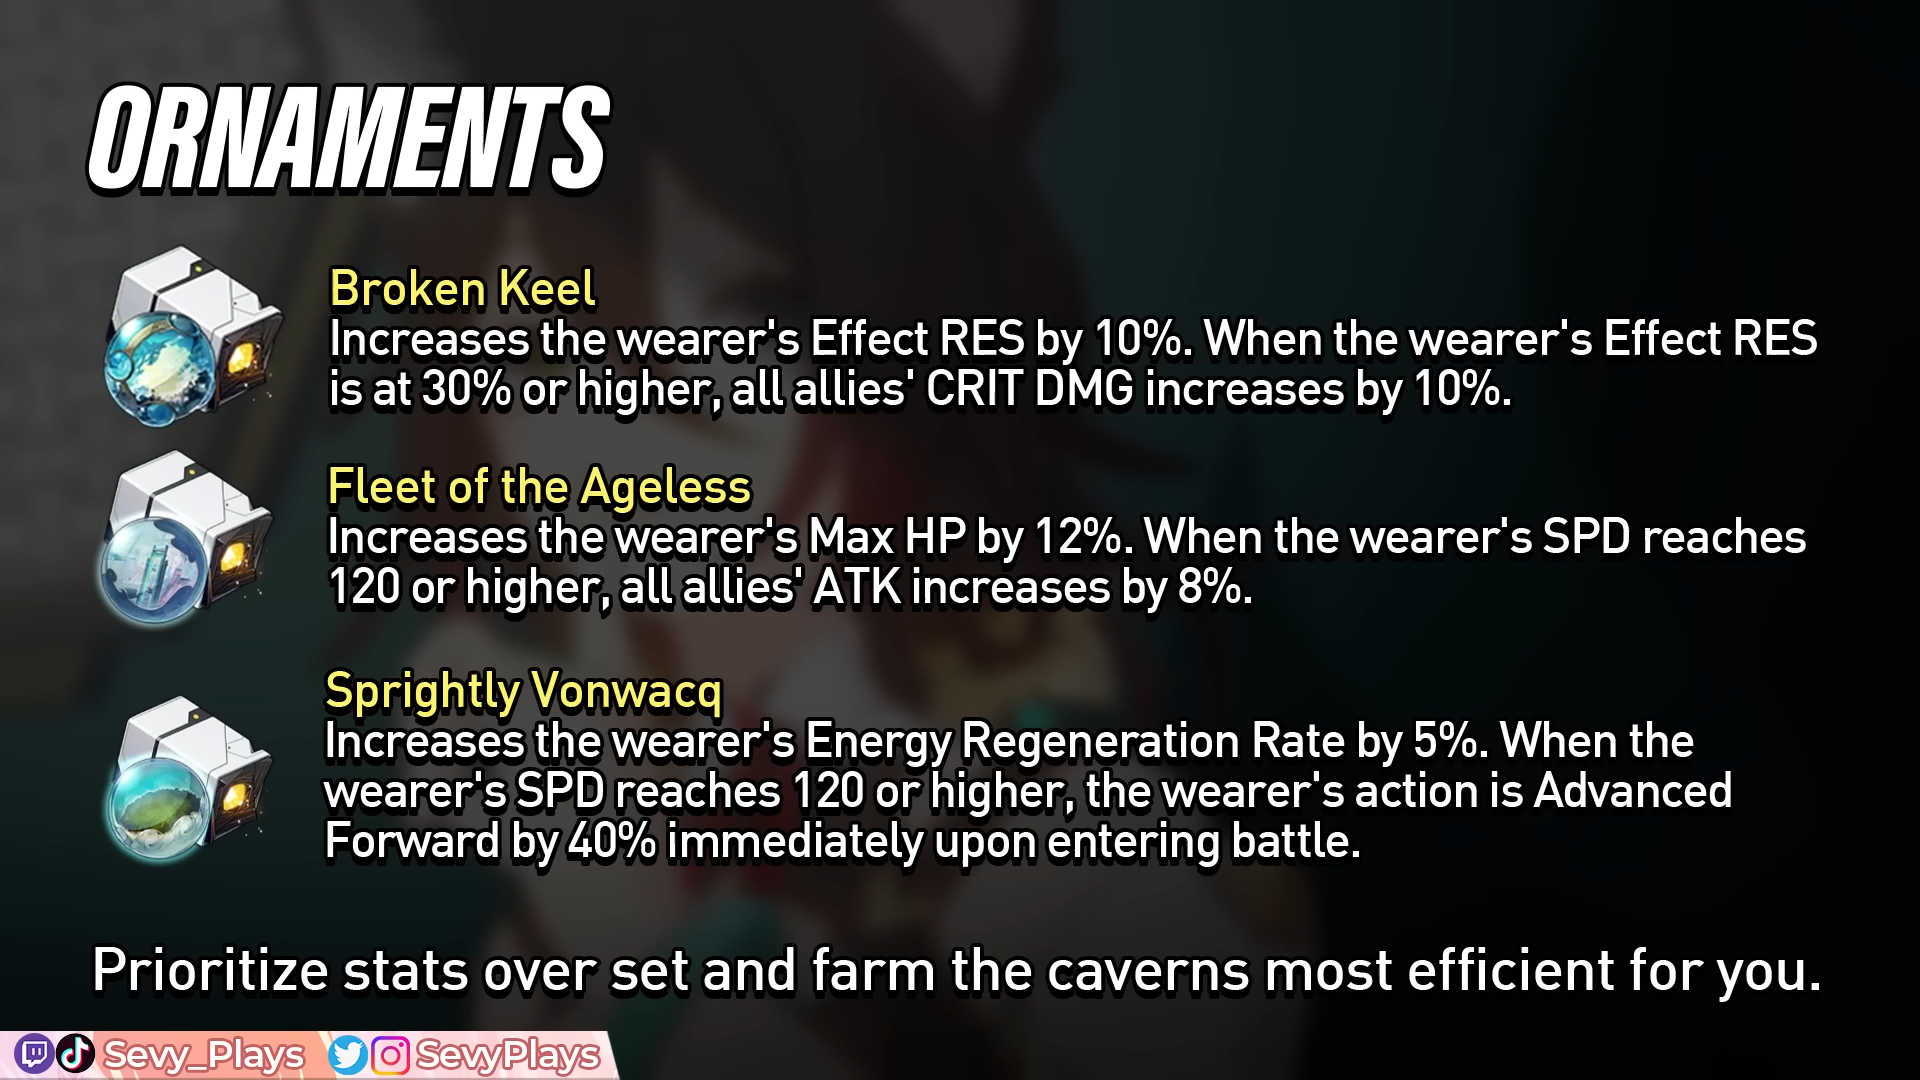 ORNAMENTS
Broken Keel
Increases the wearer's Effect RES by 10%. When the wearer's Effect RES
is at 30% or higher, all allies' CRIT DMG increases by 10%.
Fleet of the Ageless
Increases the wearer's Max HP by 12%. When the wearer's SPD reaches
120 or higher, all allies' ATK increases by 8%.
Sprightly Vonwacq
Increases the wearer's Energy Regeneration Rate by 5%. When the
wearer's SPD reaches 120 or higher, the wearer's action is Advanced
Forward by 40% immediately upon entering battle.
Prioritize stats over set and farm the caverns most efficient for you.
Sevy_Plays SevyPlays